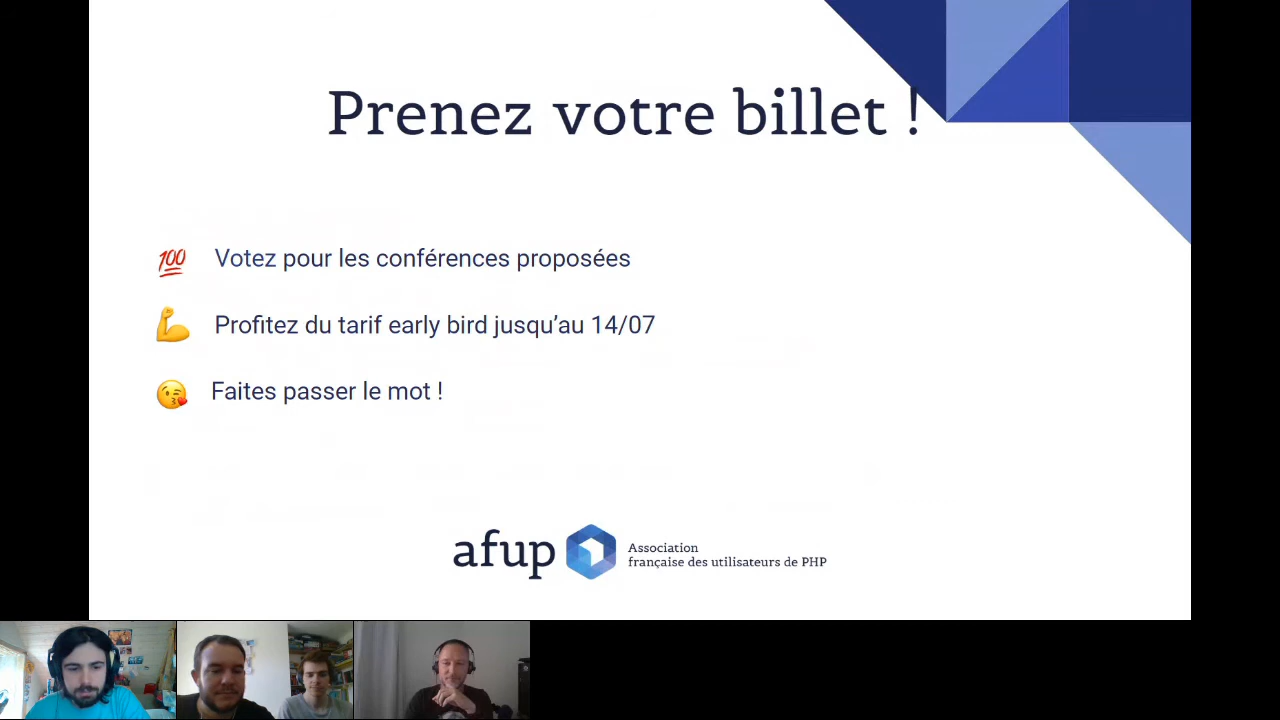 Prenez votre billet !
💯 Votez pour les conférences proposées
💪 Profitez du tarif early bird jusqu’au 14/07
😘 Faites passer le mot !
afup
Association
française des utilisateurs de PHP